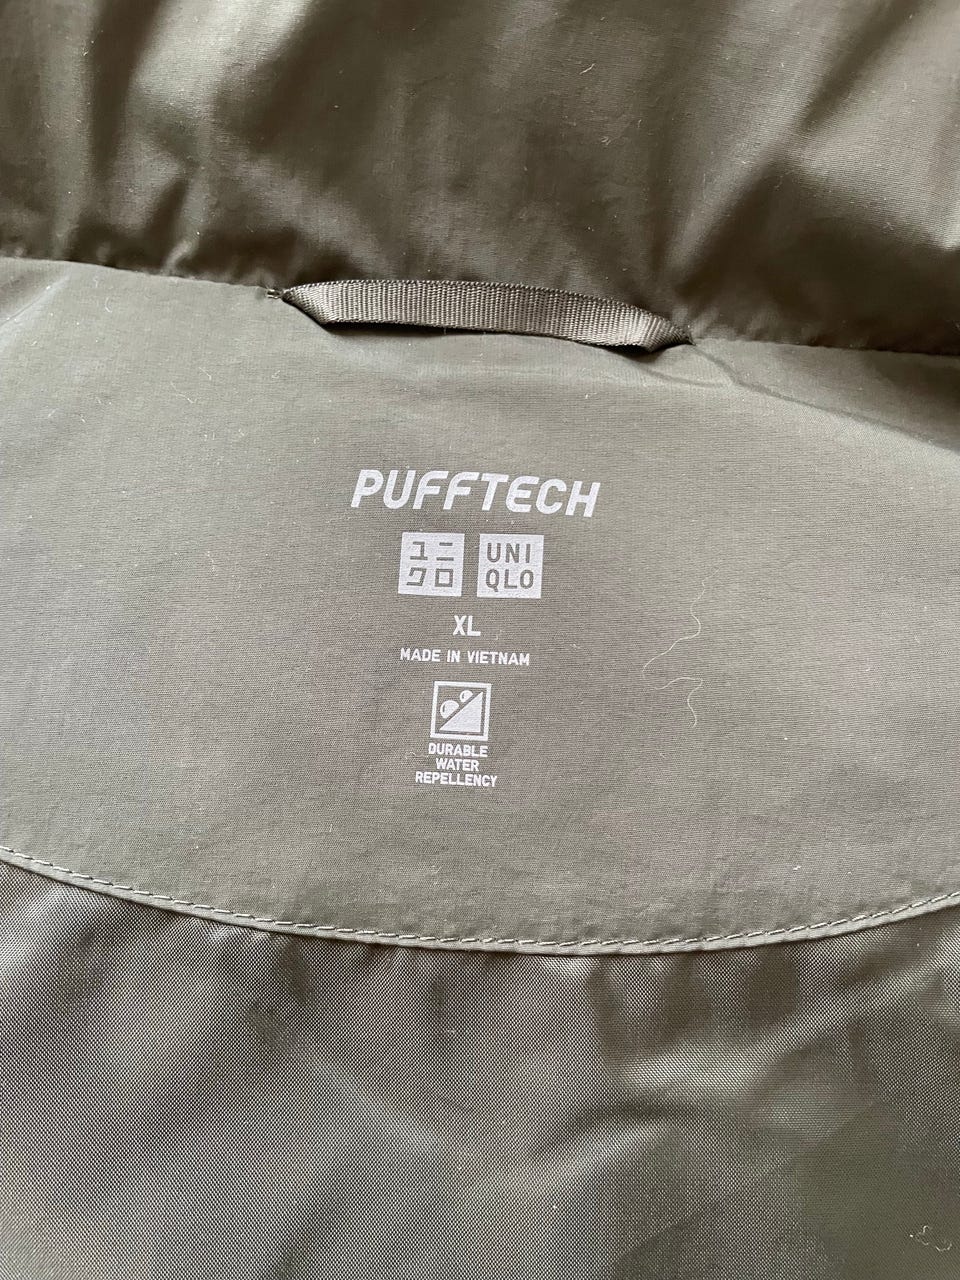 PUFFTECH
ユニ UNI
クロ QLO
XL
MADE IN VIETNAM
DURABLE
WATER
REPELLENCY